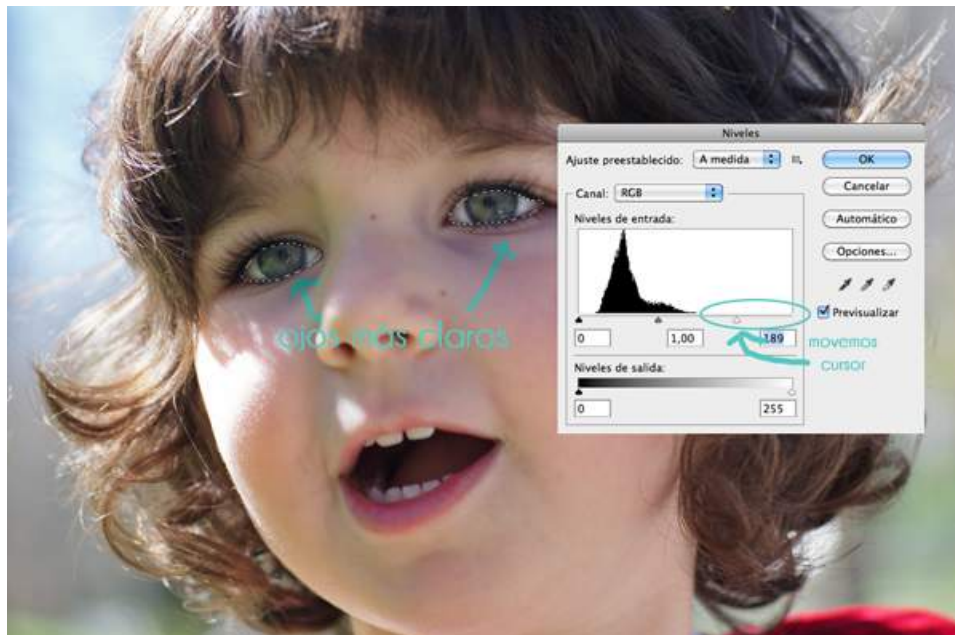 Niveles
Ajuste preestablecido: A medida
OK
Canal: RGB
Cancelar
Niveles de entrada:
Automático
Opciones...
Previsualizar
0 1,00 189
ojos más claros
movemos
cursor
Niveles de salida:
0 255